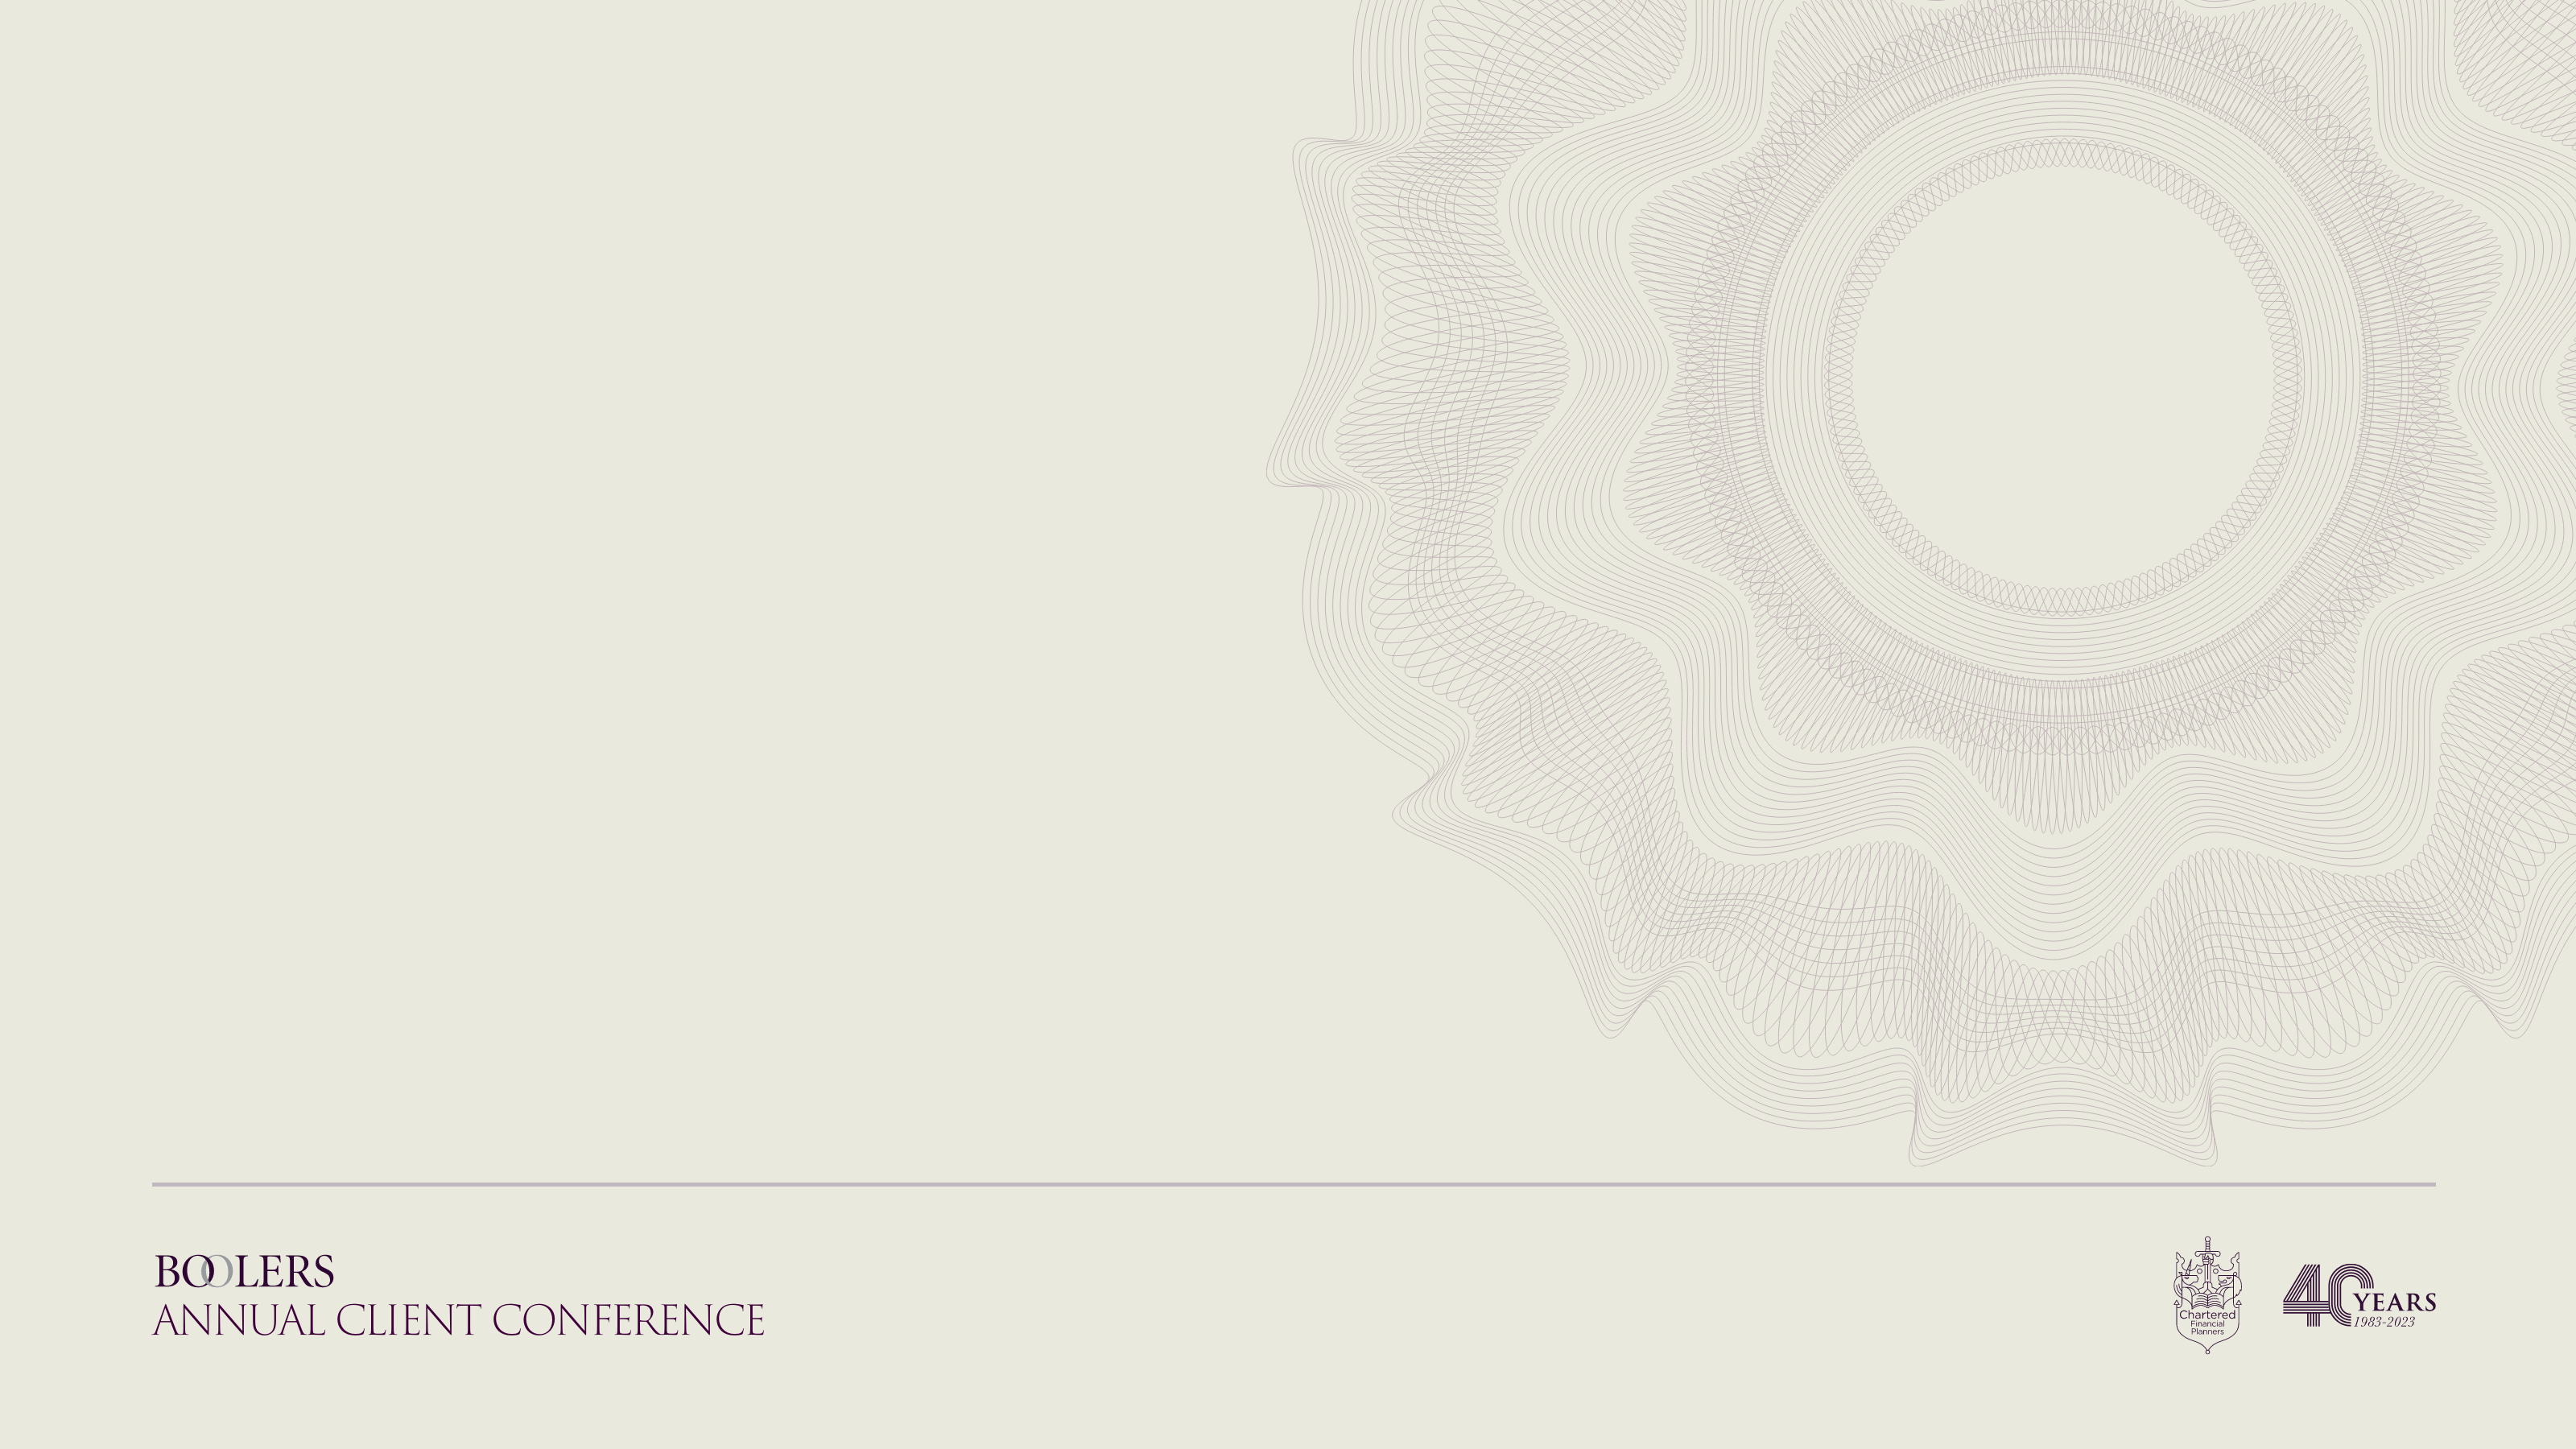 BOOLERS
ANNUAL CLIENT CONFERENCE
Chartered
Financial
Planners
40 YEARS
1983-2023